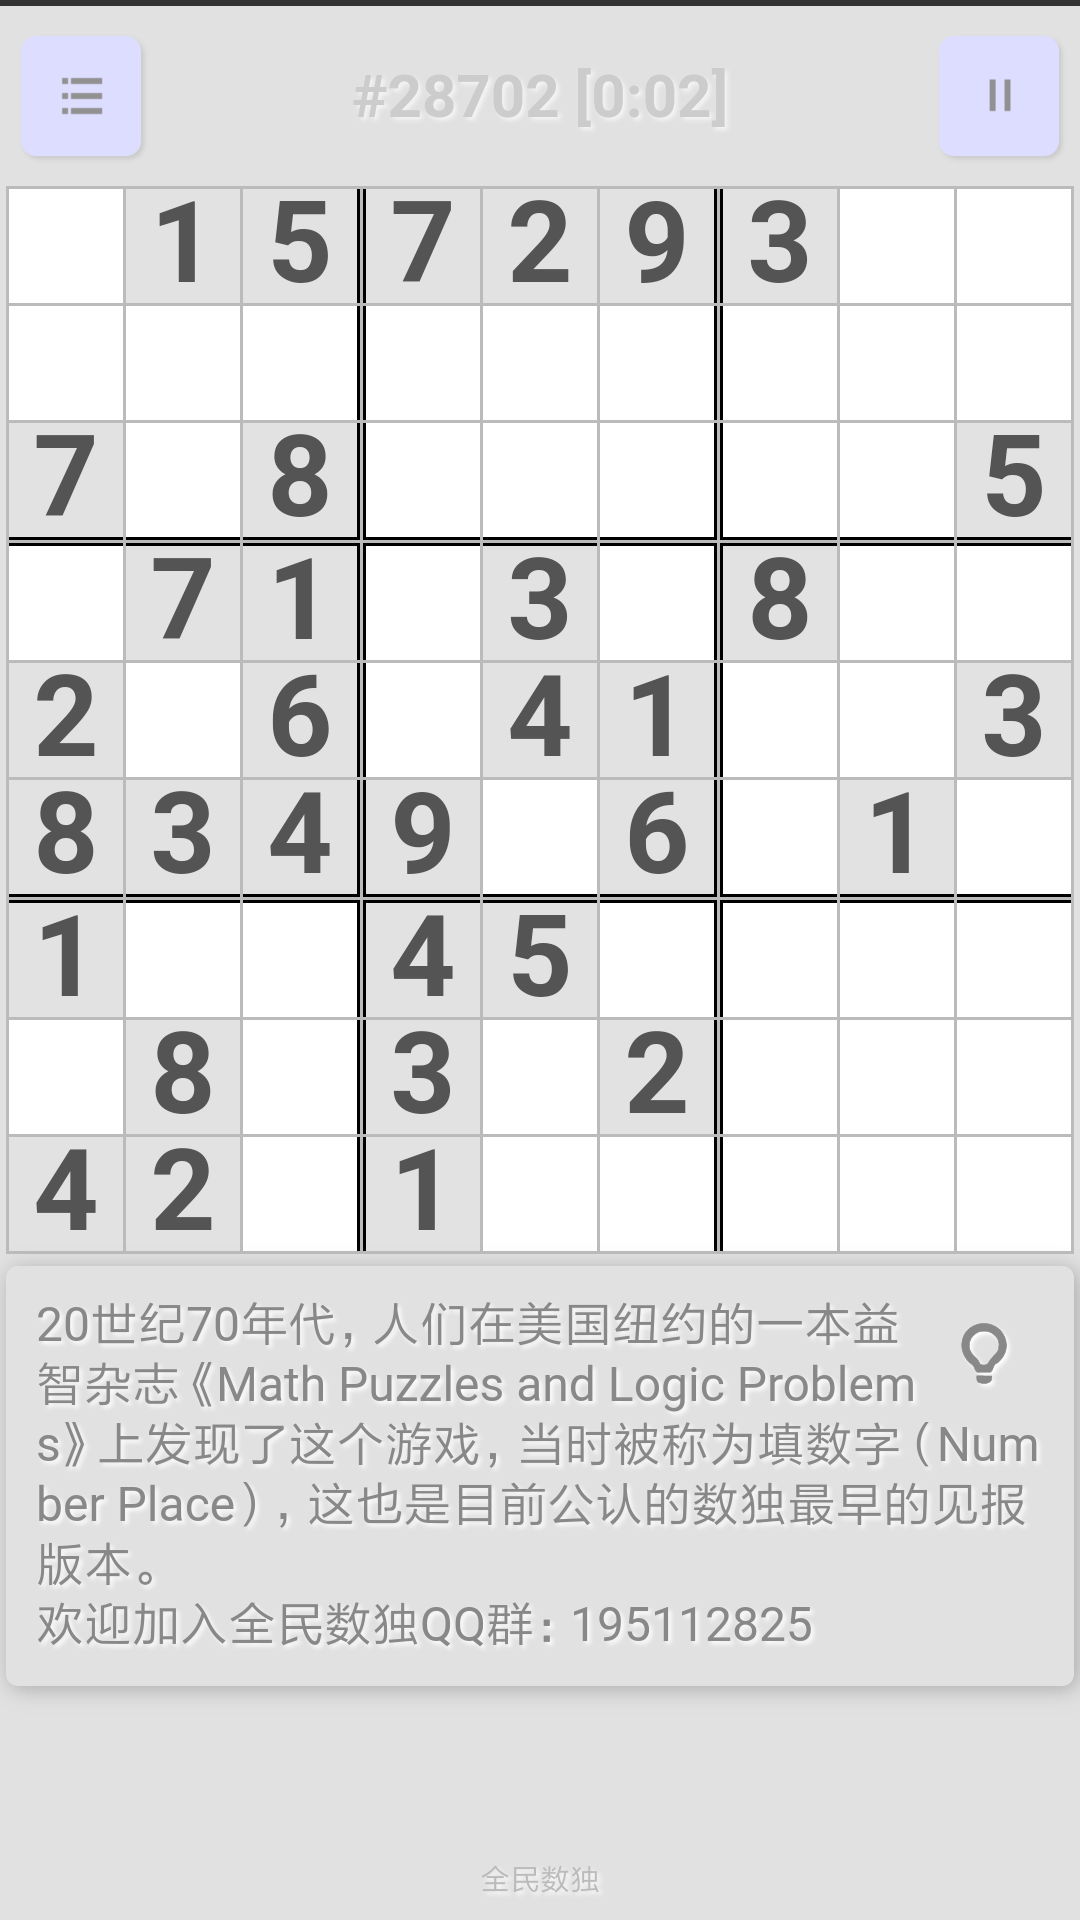 #28702 [0:02]
1 5 7 2 9 3
7 8 5
7 1 3 8
2 6 4 1 3
8 3 4 9 6 1
1 4 5
8 3 2
4 2 1
20世纪70年代，人们在美国纽约的一本益
智杂志《Math Puzzles and Logic Problem
s》上发现了这个游戏，当时被称为填数字（Num
ber Place），这也是目前公认的数独最早的见报
版本。
欢迎加入全民数独QQ群：195112825
全民数独